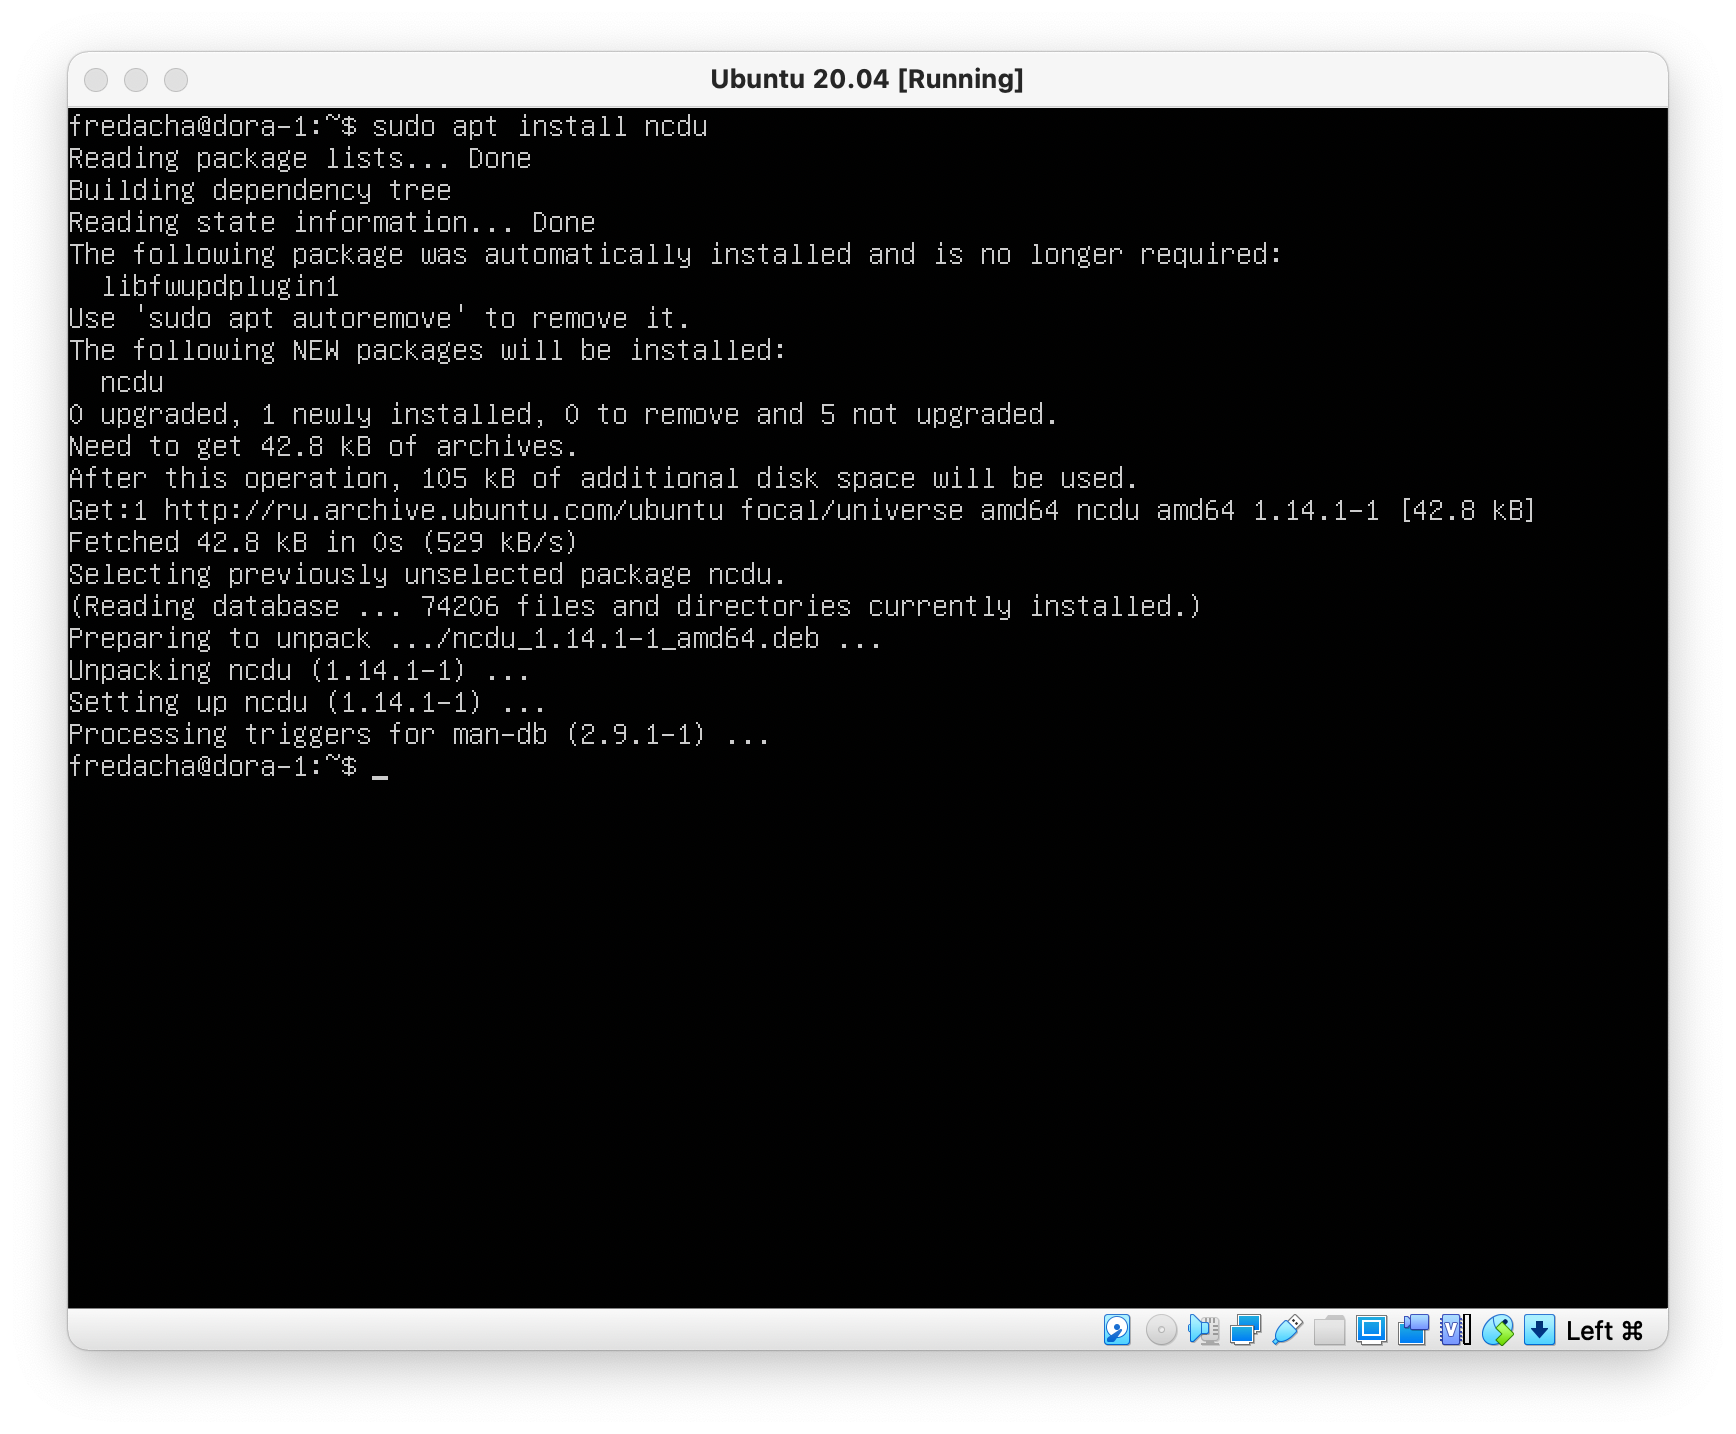 Ubuntu 20.04 [Running]
fredacha@dora-1:~$ sudo apt install ncdu
Reading package lists... Done
Building dependency tree
Reading state information... Done
The following package was automatically installed and is no longer required:
  libfwupdplugin1
Use 'sudo apt autoremove' to remove it.
The following NEW packages will be installed:
  ncdu
0 upgraded, 1 newly installed, 0 to remove and 5 not upgraded.
Need to get 42.8 kB of archives.
After this operation, 105 kB of additional disk space will be used.
Get:1 http://ru.archive.ubuntu.com/ubuntu focal/universe amd64 ncdu amd64 1.14.1-1 [42.8 kB]
Fetched 42.8 kB in 0s (529 kB/s)
Selecting previously unselected package ncdu.
(Reading database ... 74206 files and directories currently installed.)
Preparing to unpack .../ncdu_1.14.1-1_amd64.deb ...
Unpacking ncdu (1.14.1-1) ...
Setting up ncdu (1.14.1-1) ...
Processing triggers for man-db (2.9.1-1) ...
fredacha@dora-1:~$ _
Left ⌘